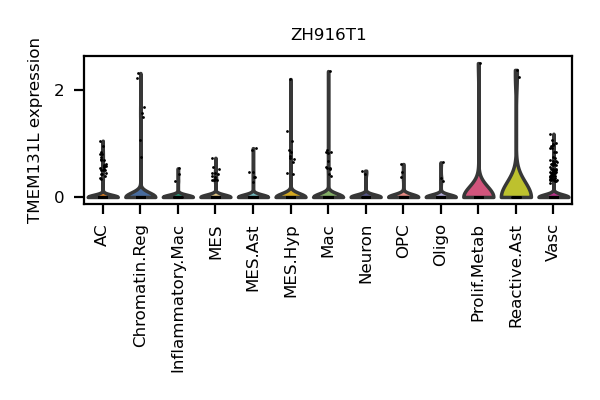 ZH916T1
TMEM131L expression
2
0
AC
Chromatin.Reg
Inflammatory.Mac
MES
MES.Ast
MES.Hyp
Mac
Neuron
OPC
Oligo
Prolif.Metab
Reactive.Ast
Vasc